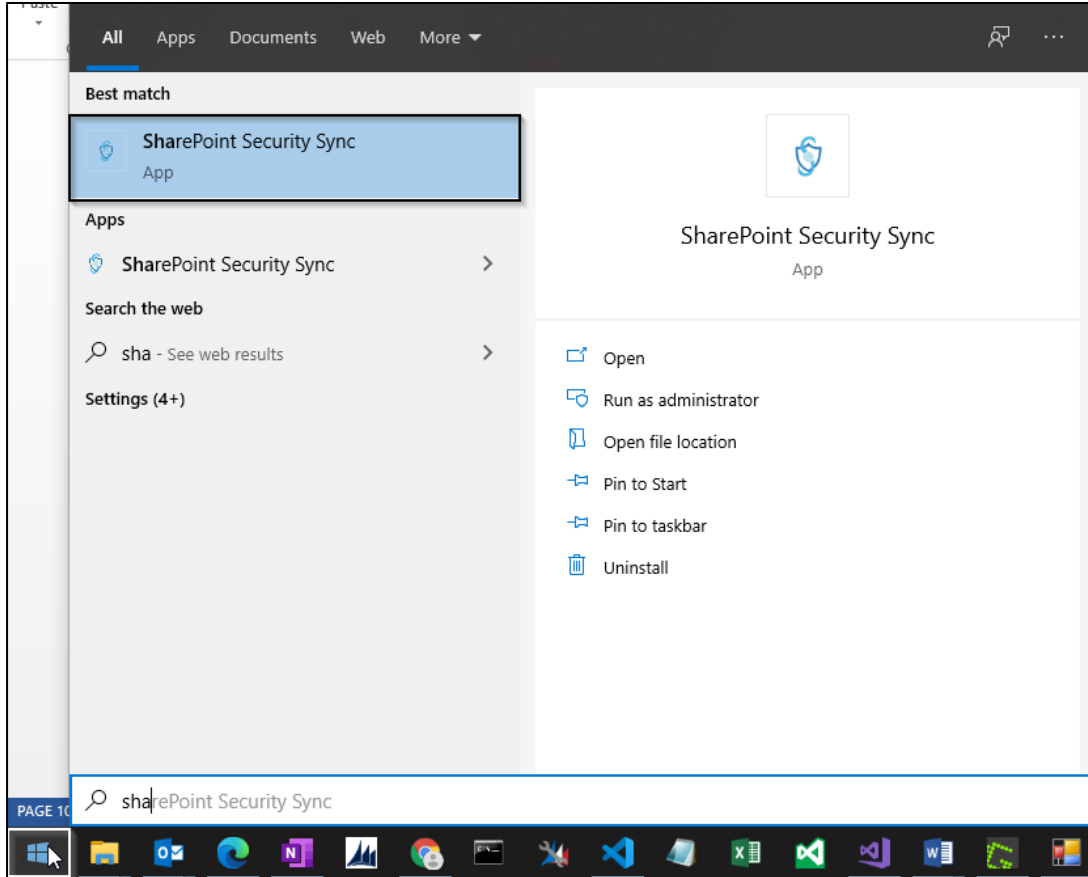 All Apps Documents Web More
Best match
SharePoint Security Sync
App
Apps
SharePoint Security Sync
Search the web
sha - See web results
Settings (4+)
SharePoint Security Sync
App
Open
Run as administrator
Open file location
Pin to Start
Pin to taskbar
Uninstall
sharePoint Security Sync
PAGE 10